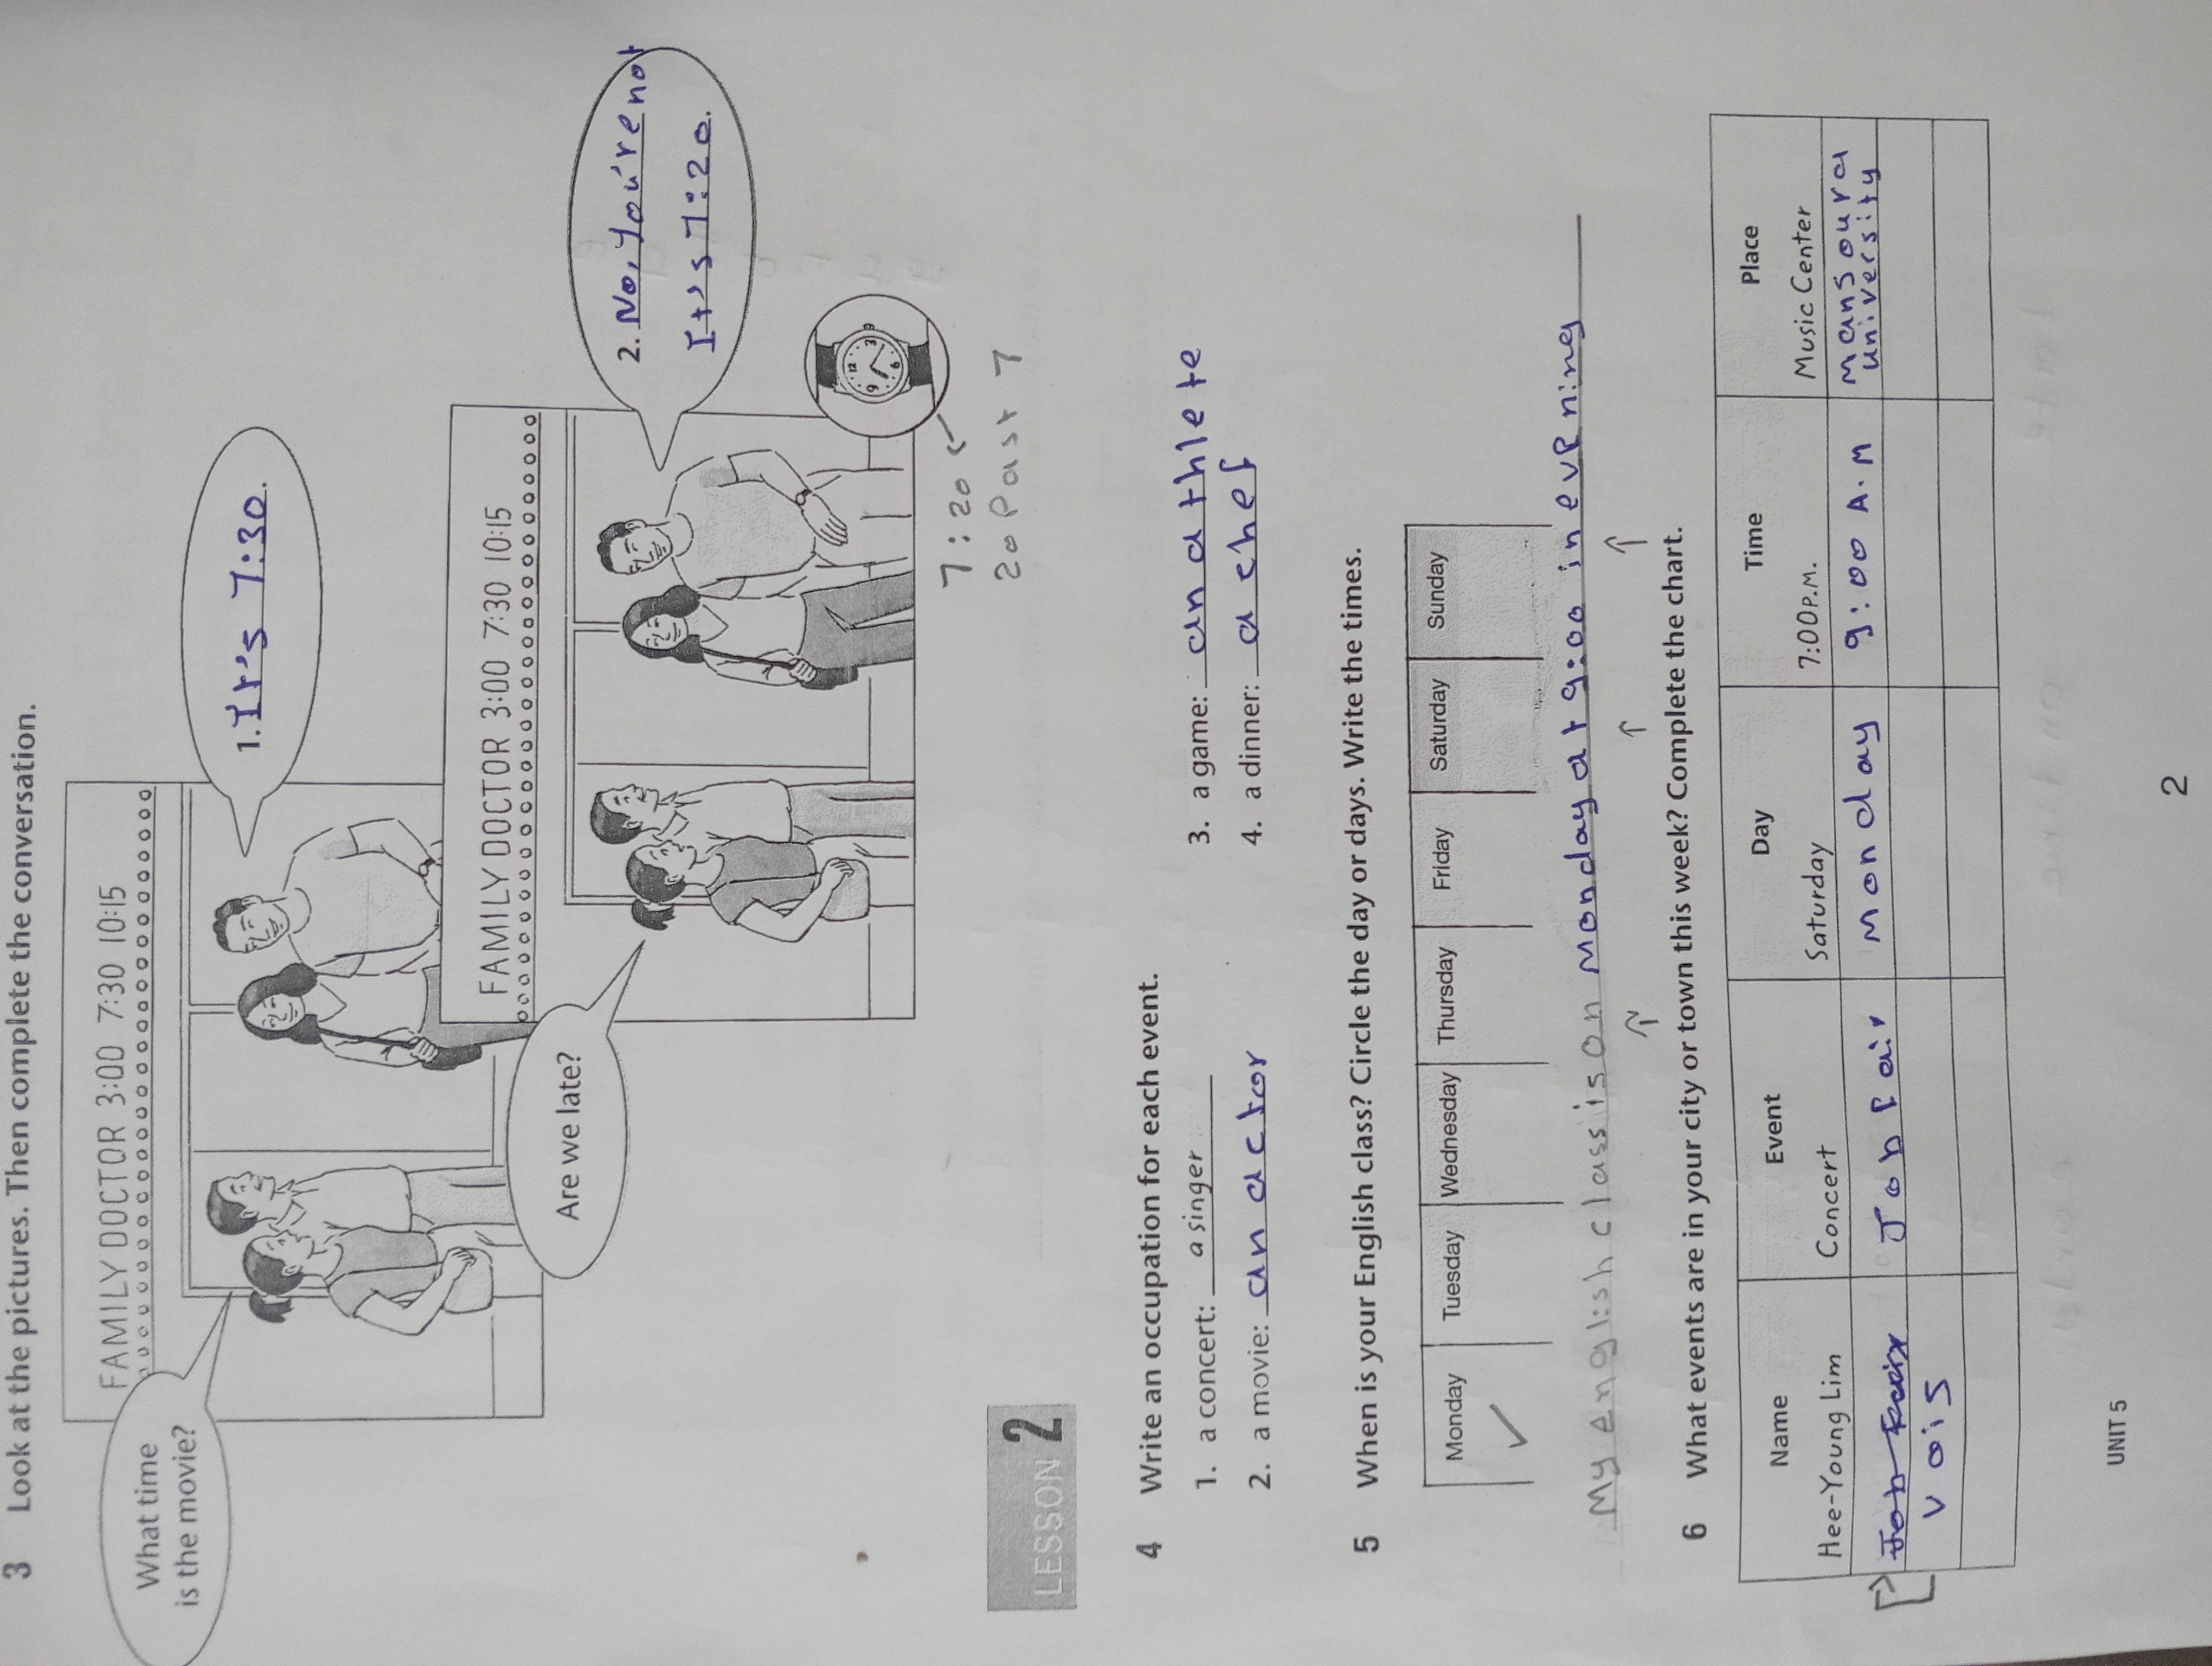 3 Look at the pictures. Then complete the conversation.
FAMILY DOCTOR 3:00 7:30 10:15
What time
is the movie?
1. It's 7:30.
FAMILY DOCTOR 3:00 7:30 10:15
Are we late?
2. No, You're not
It's 7:20.
12
9 3
6
7:20
20 Past 7
LESSON 2
4 Write an occupation for each event.
1. a concert: a singer
2. a movie: an actor
3. a game: an athlete
4. a dinner: a chef
5 When is your English class? Circle the day or days. Write the times.
Monday Tuesday Wednesday Thursday Friday Saturday Sunday
My english class is on monday at 9:00 in evening
6 What events are in your city or town this week? Complete the chart.
Name Event Day Time Place
Hee-Young Lim Concert Saturday 7:00P.M. Music Center
Job Fair Job Fair Monday 9:00 A.M mansoura
university
Vois
UNIT 5
2